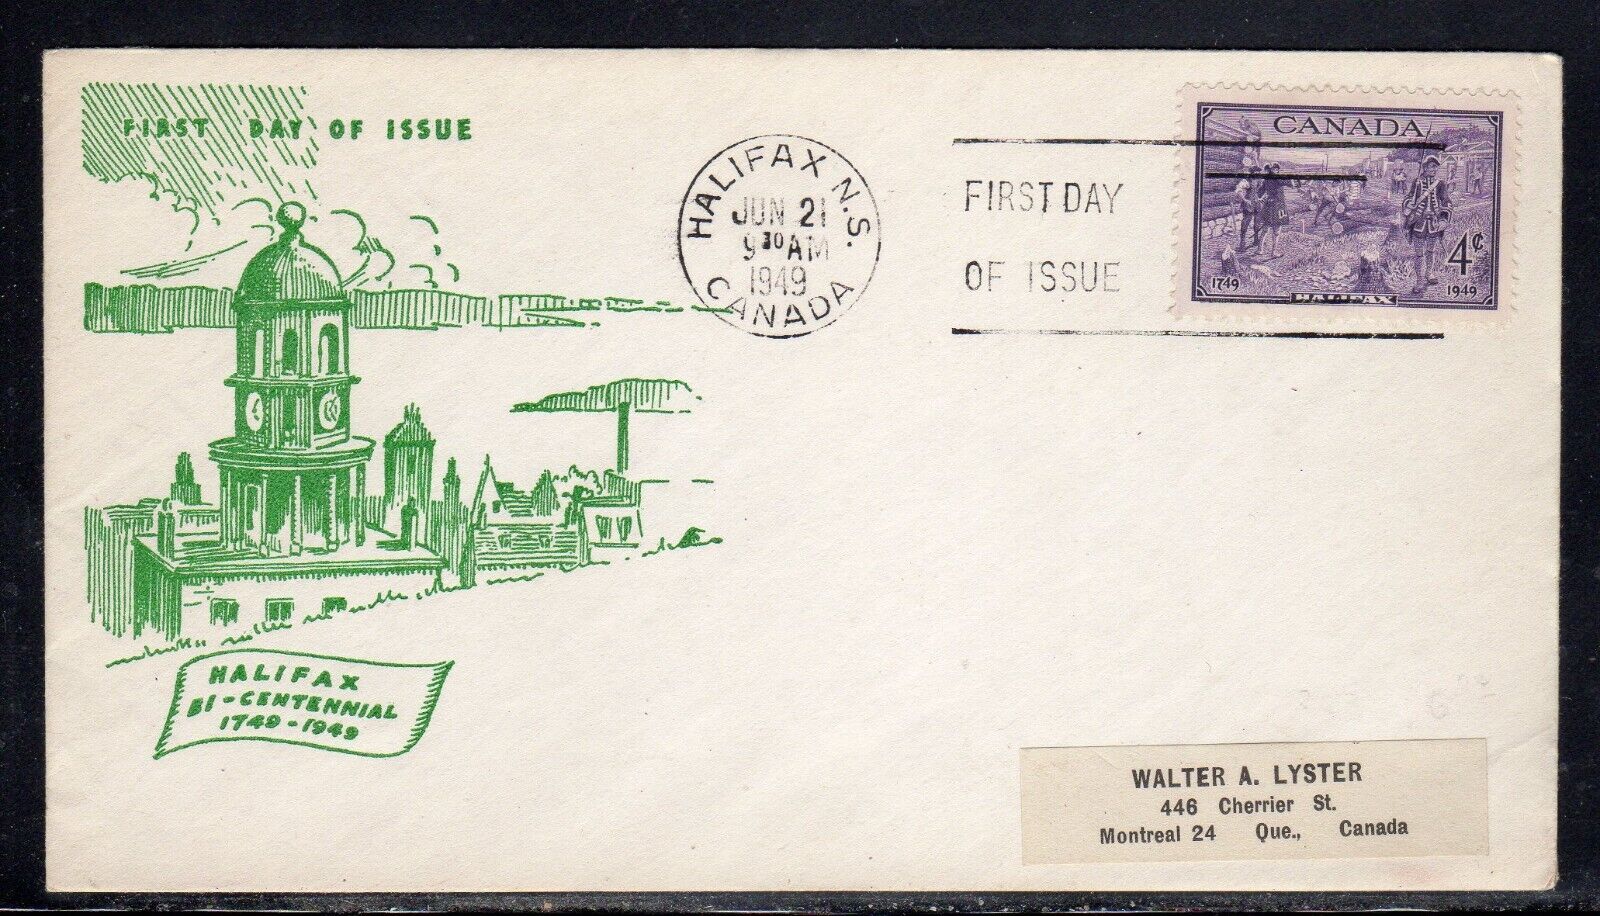 FIRST DAY OF ISSUE
HALIFAX N.S.
JUN 21
9 30 AM
1949
CANADA
FIRST DAY
OF ISSUE
CANADA
4¢
1749
HALIFAX
1949
HALIFAX
BI-CENTENNIAL
1749-1949
WALTER A. LYSTER
446 Cherrier St.
Montreal 24 Que., Canada